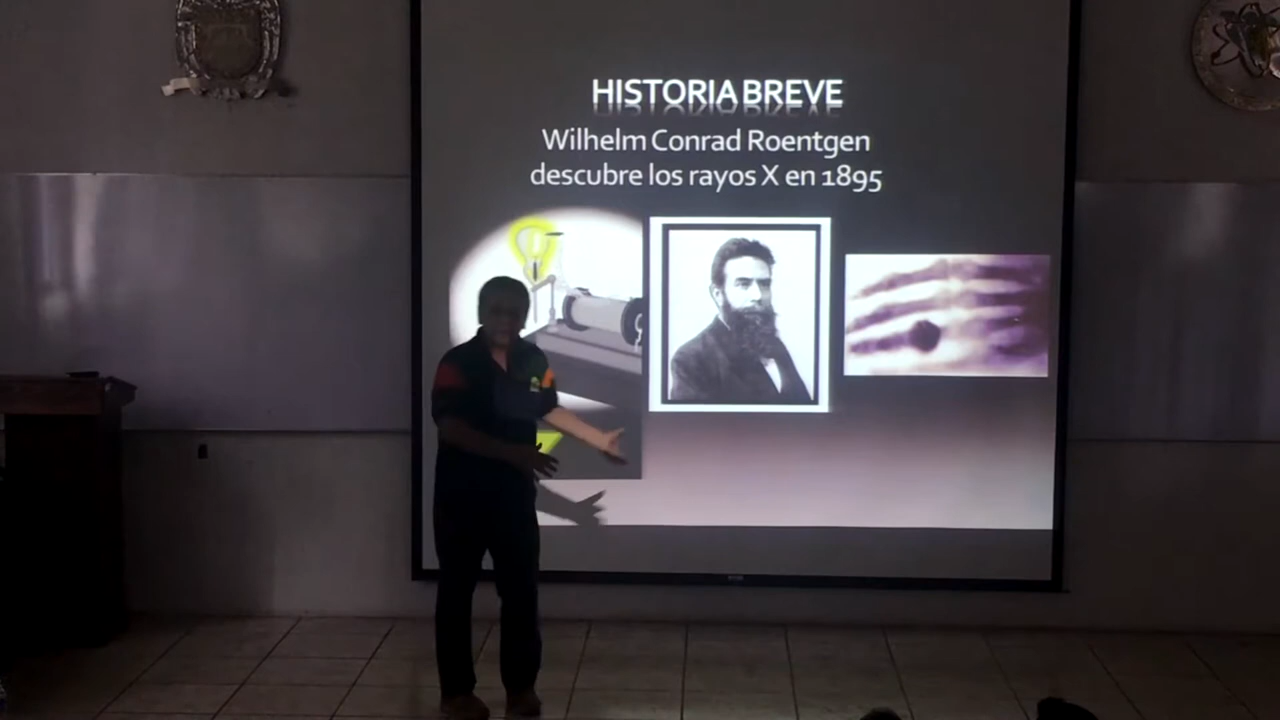 HISTORIA BREVE
Wilhelm Conrad Roentgen
descubre los rayos X en 1895